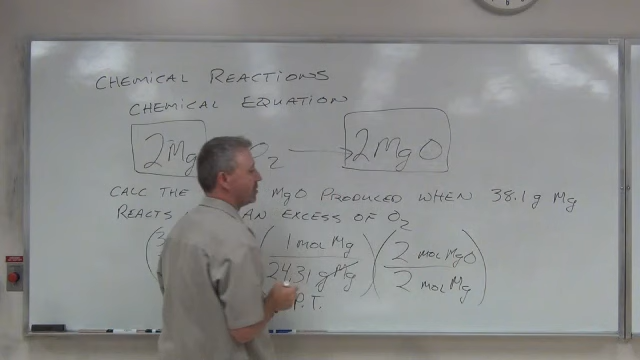 CHEMICAL REACTIONS
CHEMICAL EQUATION
2Mg O2 → 2MgO
CALC THE MgO PRODUCED WHEN 38.1 g Mg
REACTS AN EXCESS OF O2
(3 (1 mol Mg / 24.31 g Mg) (2 mol MgO / 2 mol Mg)
P.T.